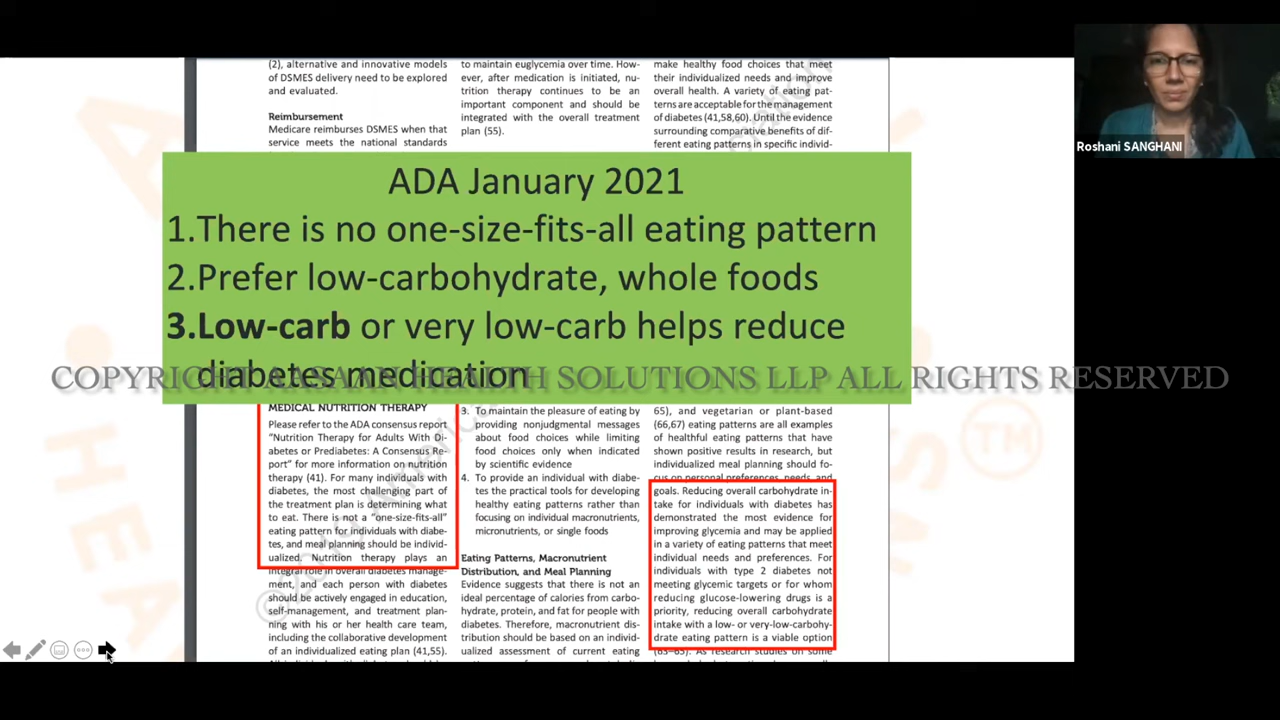 (2), alternative and innovative models
of DSMES delivery need to be explored
and evaluated.
Reimbursement
Medicare reimburses DSMES when that
service meets the national standards
to maintain euglycemia over time. How-
ever, after medication is initiated, nu-
trition therapy continues to be an
important component and should be
integrated with the overall treatment
plan (55).
make healthy food choices that meet
their individualized needs and improve
overall health. A variety of eating pat-
terns are acceptable for the management
of diabetes (41,58,60). Until the evidence
surrounding comparative benefits of dif-
ferent eating patterns in specific individ-
Roshani SANGHANI
ADA January 2021
1.There is no one-size-fits-all eating pattern
2.Prefer low-carbohydrate, whole foods
3.Low-carb or very low-carb helps reduce
diabetes medication
COPYRIGHT AASAAN HEALTH SOLUTIONS LLP ALL RIGHTS RESERVED
MEDICAL NUTRITION THERAPY
Please refer to the ADA consensus report
“Nutrition Therapy for Adults With Di-
abetes or Prediabetes: A Consensus Re-
port” for more information on nutrition
therapy (41). For many individuals with
diabetes, the most challenging part of
the treatment plan is determining what
to eat. There is not a “one-size-fits-all”
eating pattern for individuals with diabe-
tes, and meal planning should be individ-
ualized. Nutrition therapy plays an
integral role in overall diabetes manage-
ment, and each person with diabetes
should be actively engaged in education,
self-management, and treatment plan-
ning with his or her health care team,
including the collaborative development
of an individualized eating plan (41,55).
3. To maintain the pleasure of eating by
providing nonjudgmental messages
about food choices while limiting
food choices only when indicated
by scientific evidence
4. To provide an individual with diabe-
tes the practical tools for developing
healthy eating patterns rather than
focusing on individual macronutrients,
micronutrients, or single foods
Eating Patterns, Macronutrient
Distribution, and Meal Planning
Evidence suggests that there is not an
ideal percentage of calories from carbo-
hydrate, protein, and fat for people with
diabetes. Therefore, macronutrient dis-
tribution should be based on an individ-
ualized assessment of current eating
65), and vegetarian or plant-based
(66,67) eating patterns are all examples
of healthful eating patterns that have
shown positive results in research, but
individualized meal planning should fo-
cus on personal preferences, needs, and
goals. Reducing overall carbohydrate in-
take for individuals with diabetes has
demonstrated the most evidence for
improving glycemia and may be applied
in a variety of eating patterns that meet
individual needs and preferences. For
individuals with type 2 diabetes not
meeting glycemic targets or for whom
reducing glucose-lowering drugs is a
priority, reducing overall carbohydrate
intake with a low- or very-low-carbohy-
drate eating pattern is a viable option
(63–65). As research studies on some
TM